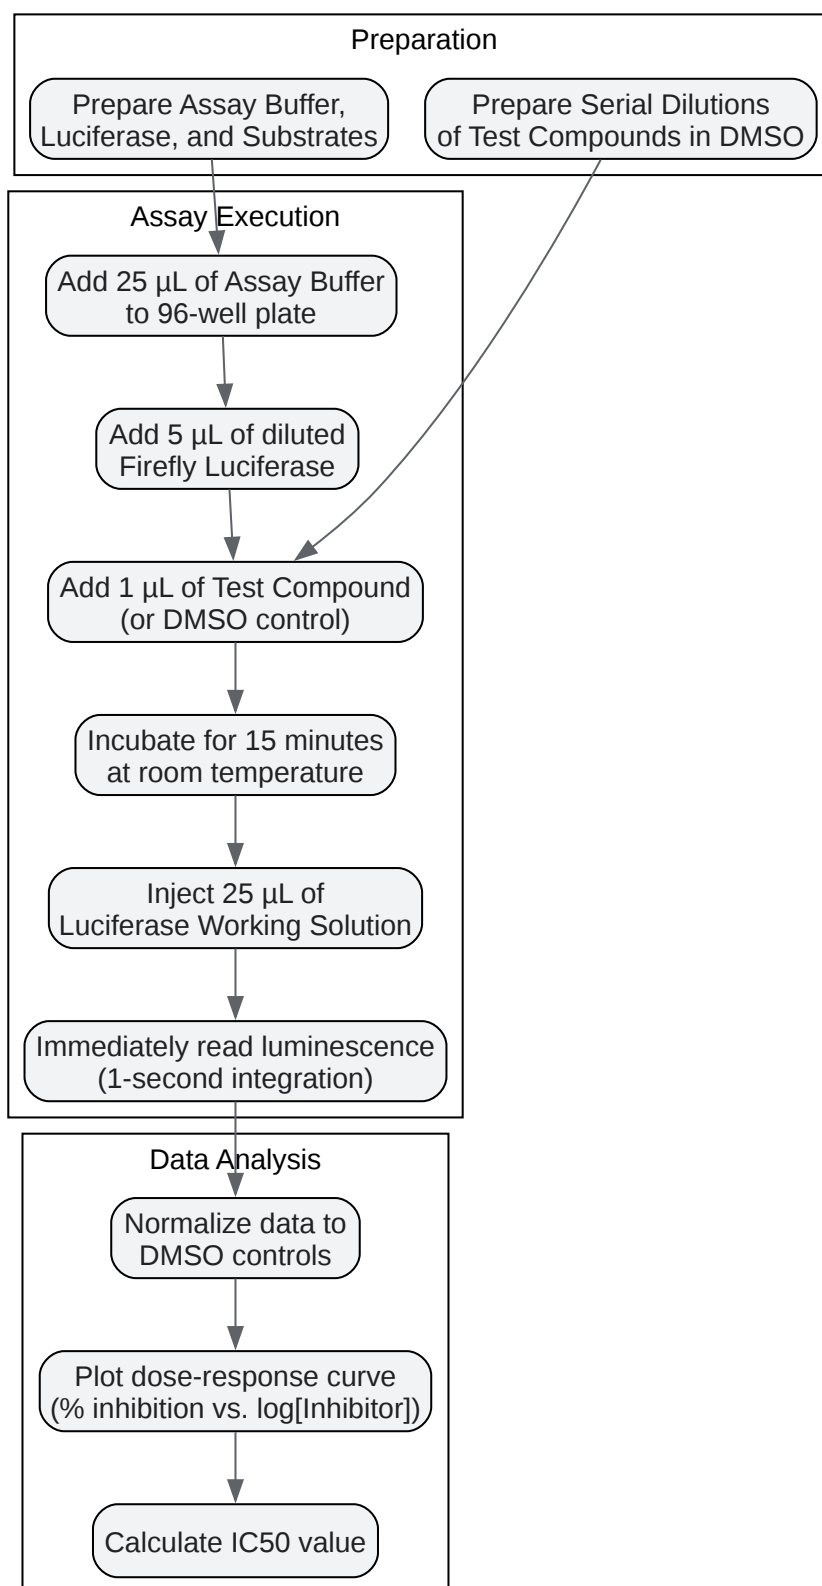 Preparation
Prepare Assay Buffer,
Luciferase, and Substrates
Prepare Serial Dilutions
of Test Compounds in DMSO
Assay Execution
Add 25 µL of Assay Buffer
to 96-well plate
Add 5 µL of diluted
Firefly Luciferase
Add 1 µL of Test Compound
(or DMSO control)
Incubate for 15 minutes
at room temperature
Inject 25 µL of
Luciferase Working Solution
Immediately read luminescence
(1-second integration)
Data Analysis
Normalize data to
DMSO controls
Plot dose-response curve
(% inhibition vs. log[Inhibitor])
Calculate IC50 value